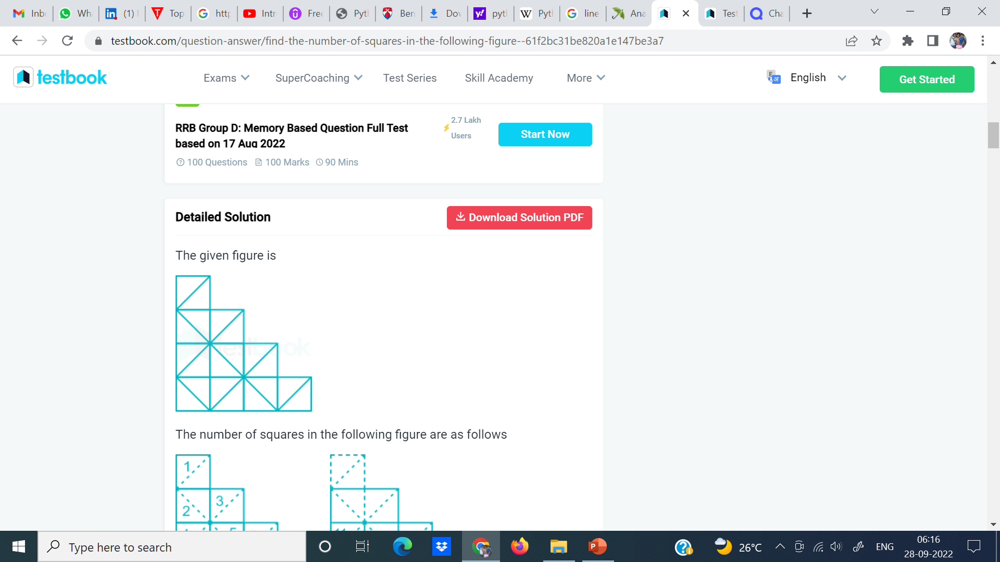 Inb
Wh
(1)
Top
http
Intr
Free
Pyth
Ben
Dov
pyth
Pyth
line
Ana
Test
Cha
testbook.com/question-answer/find-the-number-of-squares-in-the-following-figure--61f2bc31be820a1e147be3a7
testbook
Exams
SuperCoaching
Test Series
Skill Academy
More
English
Get Started
RRB Group D: Memory Based Question Full Test
based on 17 Aug 2022
2.7 Lakh
Users
Start Now
100 Questions
100 Marks
90 Mins
Detailed Solution
Download Solution PDF
The given figure is
testbook
The number of squares in the following figure are as follows
1
3
2
5
11
Type here to search
26°C
ENG
06:16
28-09-2022